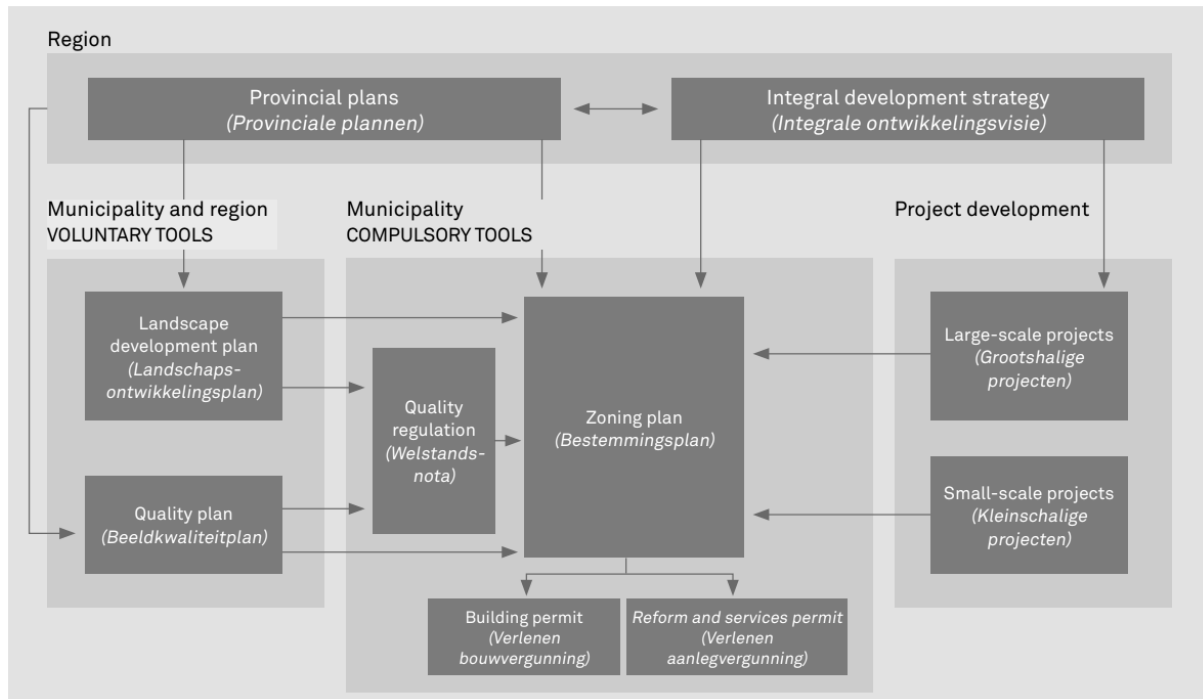 Region
Provincial plans
(Provinciale plannen)
Integral development strategy
(Integrale ontwikkelingsvisie)
Municipality and region
VOLUNTARY TOOLS
Municipality
COMPULSORY TOOLS
Project development
Landscape
development plan
(Landschaps-
ontwikkelingsplan)
Quality plan
(Beeldkwaliteitplan)
Quality
regulation
(Welstands-
nota)
Zoning plan
(Bestemmingsplan)
Building permit
(Verlenen
bouwvergunning)
Reform and services permit
(Verlenen
aanlegvergunning)
Large-scale projects
(Grootshalige
projecten)
Small-scale projects
(Kleinschalige
projecten)